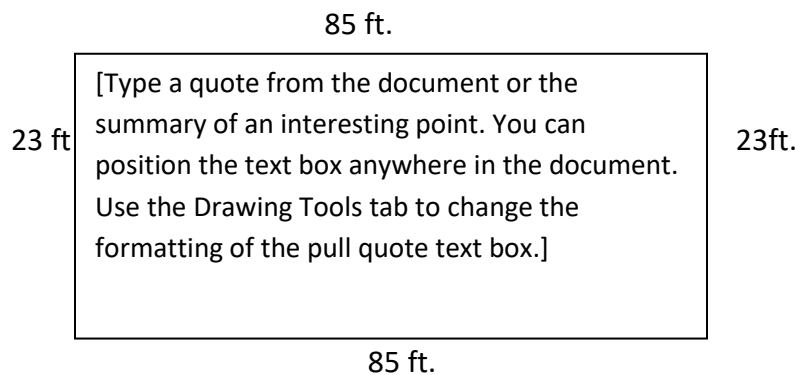 85 ft.
[Type a quote from the document or the
summary of an interesting point. You can
position the text box anywhere in the document.
Use the Drawing Tools tab to change the
formatting of the pull quote text box.]
23 ft
23ft.
85 ft.